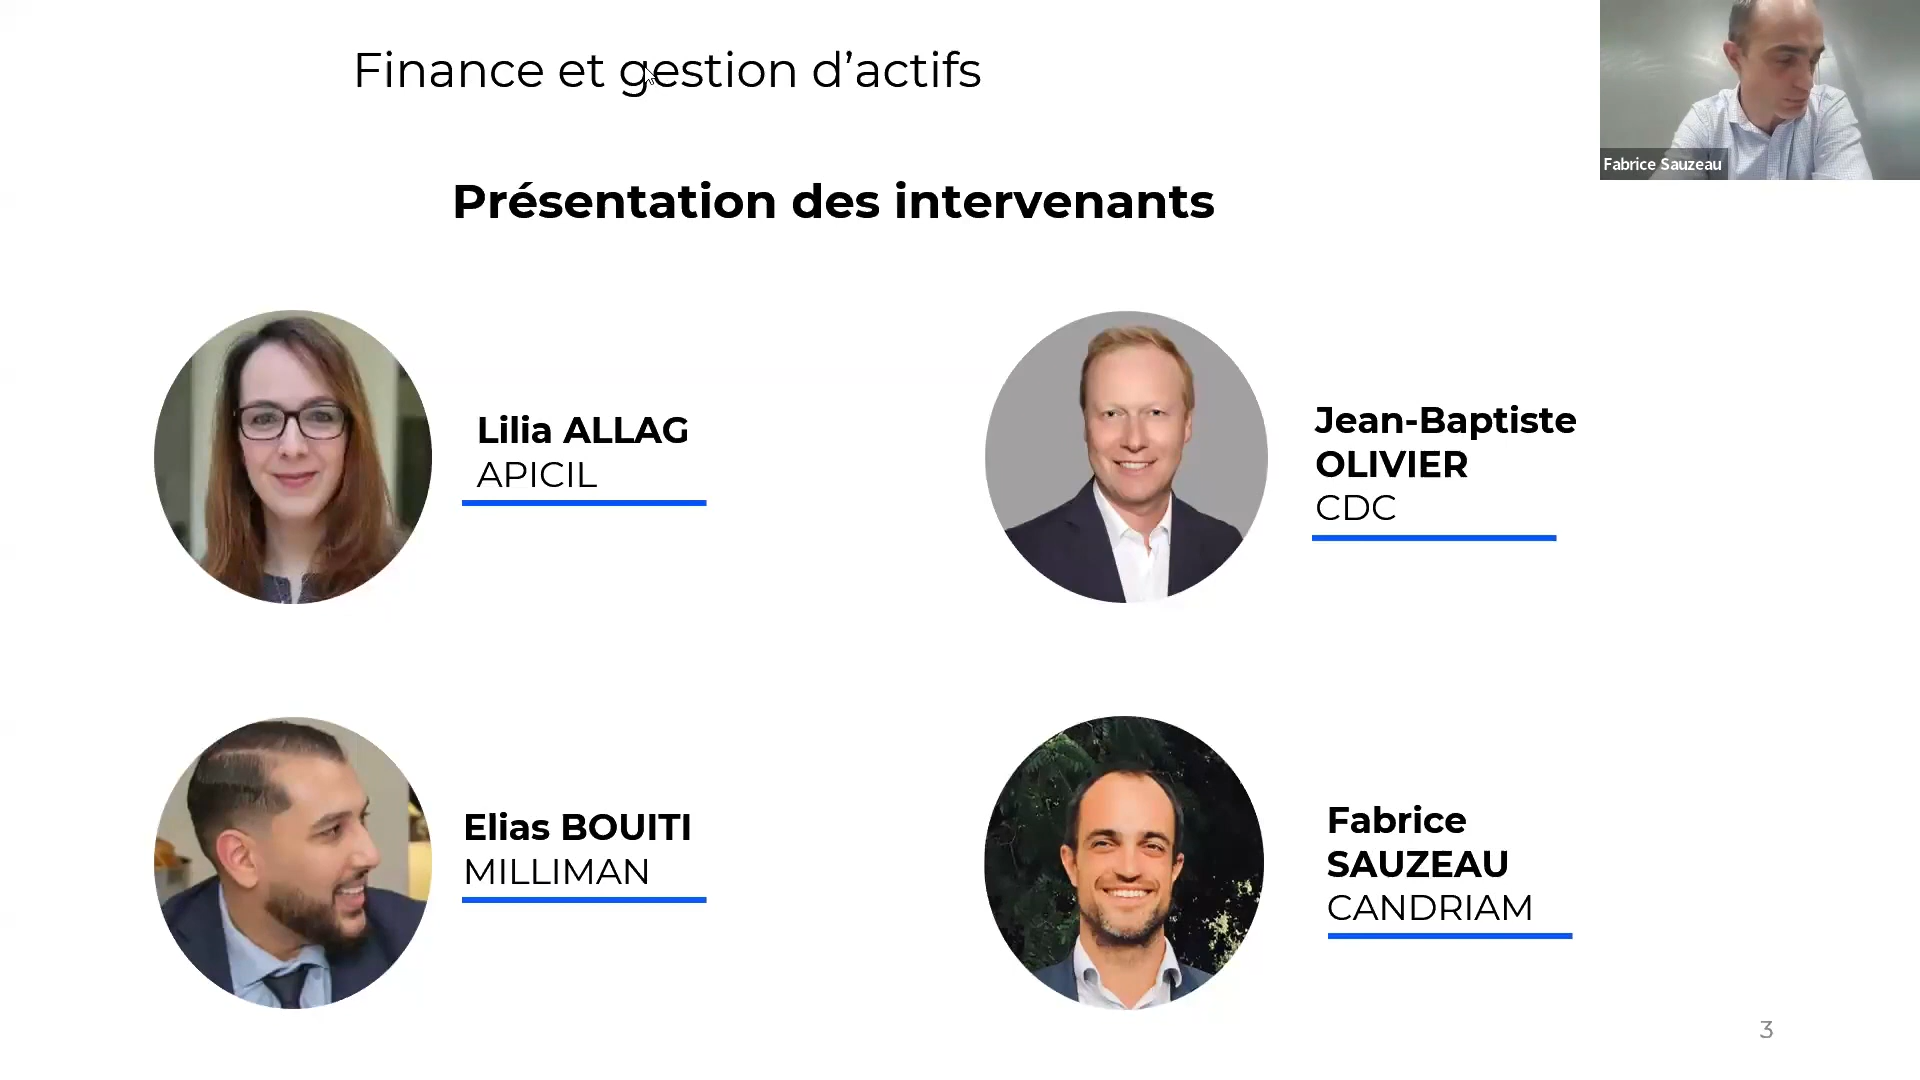 Finance et gestion d’actifs
Fabrice Sauzeau
Présentation des intervenants
Lilia ALLAG
APICIL
Jean-Baptiste
OLIVIER
CDC
Elias BOUITI
MILLIMAN
Fabrice
SAUZEAU
CANDRIAM
3